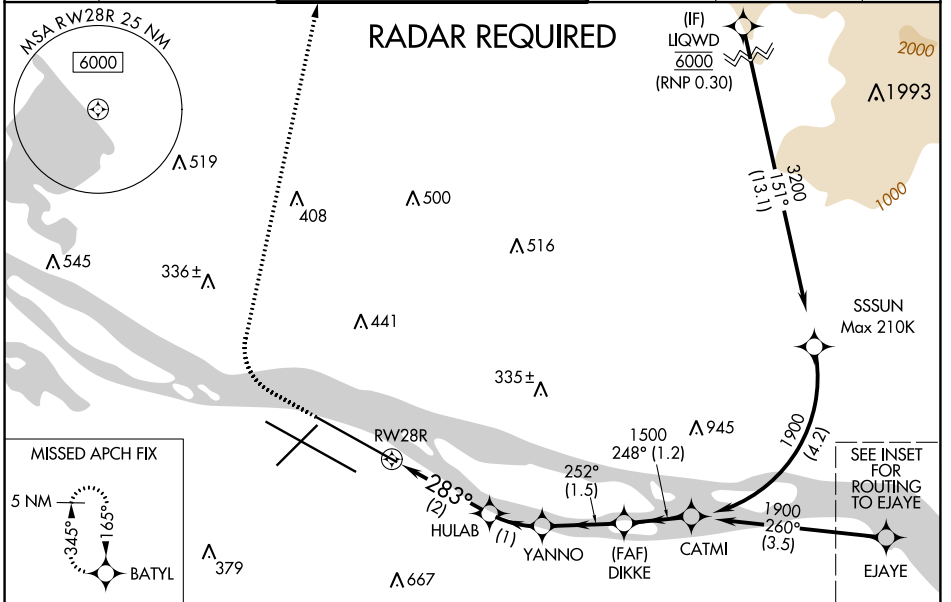 MSA RW28R 25 NM
6000
RADAR REQUIRED
(IF)
LIQWD
6000
(RNP 0.30)
2000
1993
1000
519
408
500
516
545
336±
441
335±
3200
151°
(13.1)
SSSUN
Max 210K
1900
(4.2)
945
RW28R
283°
(2)
HULAB
(1)
YANNO
252°
(1.5)
(FAF)
DIKKE
1500
248° (1.2)
CATMI
1900
260°
(3.5)
SEE INSET
FOR
ROUTING
TO EJAYE
EJAYE
MISSED APCH FIX
5 NM
345°
165°
BATYL
379
667